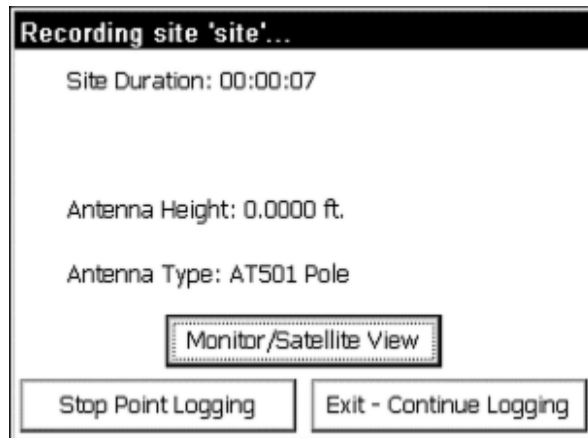 Recording site 'site'...
Site Duration: 00:00:07
Antenna Height: 0.0000 ft.
Antenna Type: AT501 Pole
Monitor/Satellite View
Stop Point Logging
Exit - Continue Logging